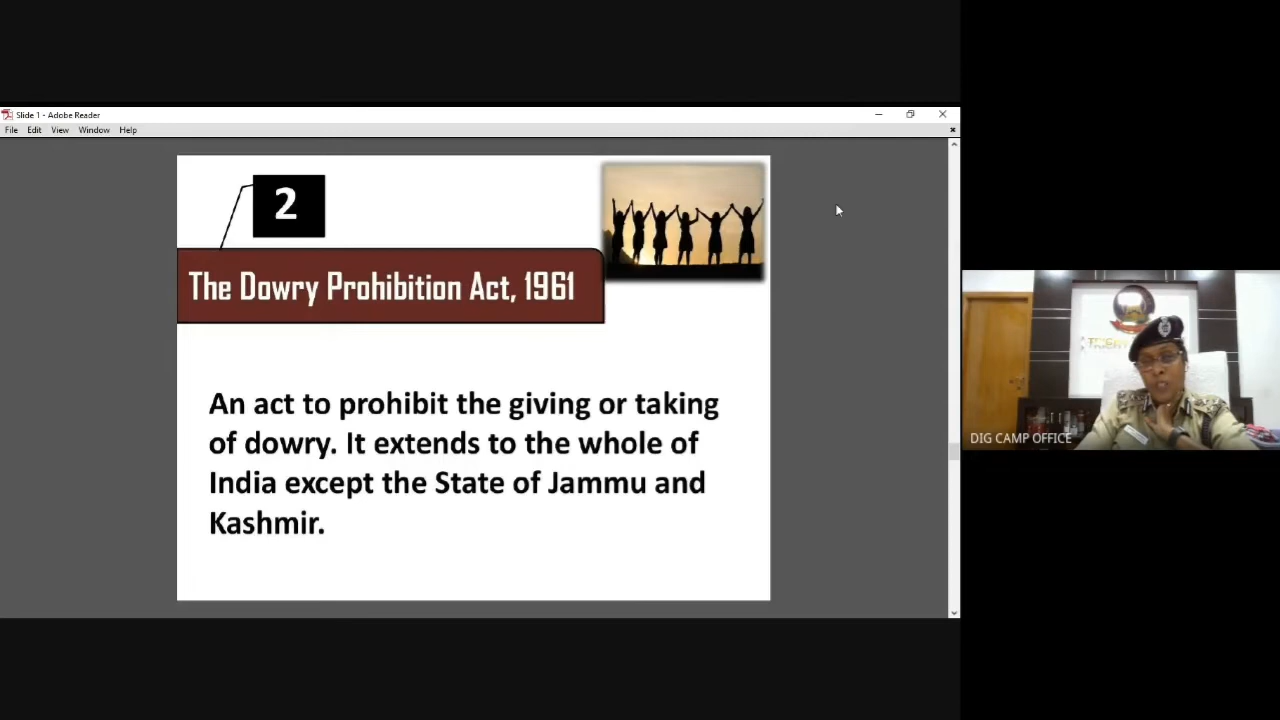 Slide 1 - Adobe Reader
File Edit View Window Help
2
The Dowry Prohibition Act, 1961
An act to prohibit the giving or taking
of dowry. It extends to the whole of
India except the State of Jammu and
Kashmir.
DIG CAMP OFFICE